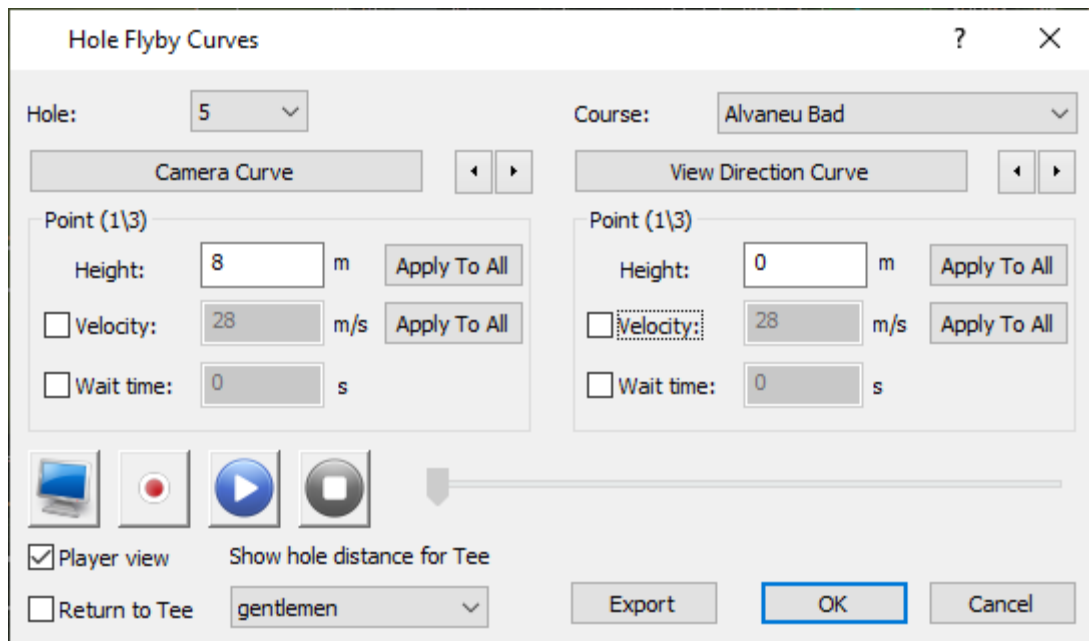 Hole Flyby Curves ?
Hole: 5 Course: Alvaneu Bad
Camera Curve View Direction Curve
Point (1\3) Point (1\3)
Height: 8 m Apply To All Height: 0 m Apply To All
Velocity: 28 m/s Apply To All Velocity: 28 m/s Apply To All
Wait time: 0 s Wait time: 0 s
Player view Show hole distance for Tee
Return to Tee gentlemen Export OK Cancel